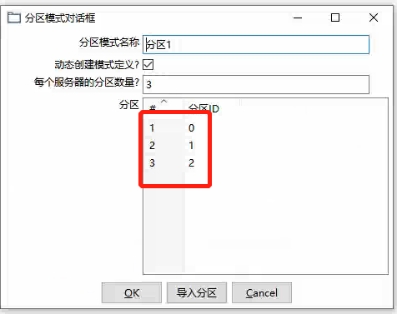 分区模式对话框
分区模式名称 分区1
动态创建模式定义?
每个服务器的分区数量? 3
分区
# 分区ID
1 0
2 1
3 2
OK 导入分区 Cancel